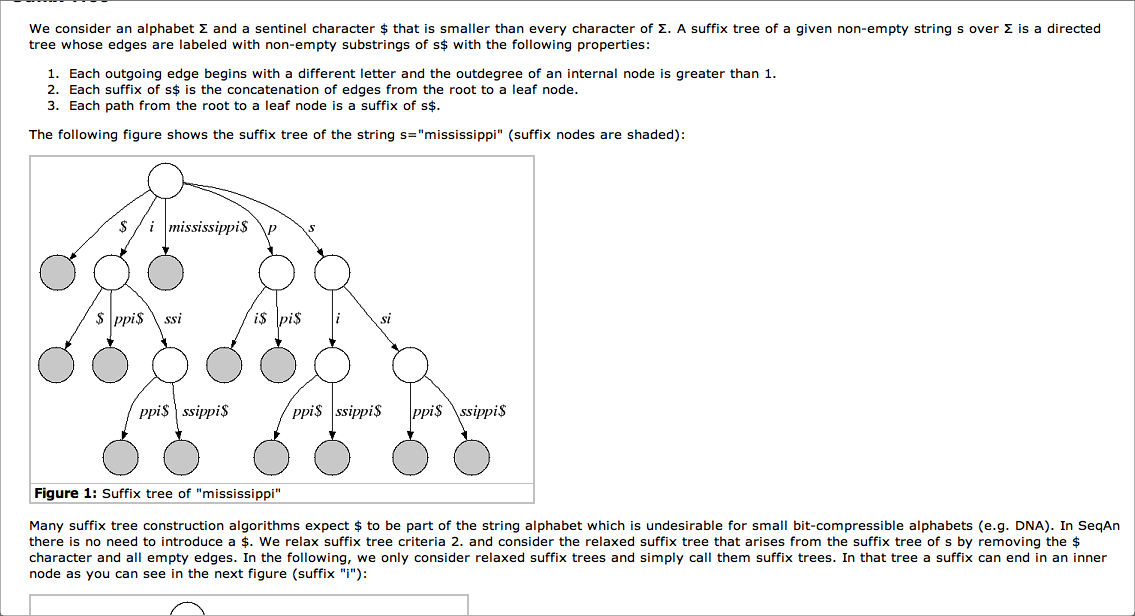 We consider an alphabet Σ and a sentinel character $ that is smaller than every character of Σ. A suffix tree of a given non-empty string s over Σ is a directed
tree whose edges are labeled with non-empty substrings of s$ with the following properties:
1. Each outgoing edge begins with a different letter and the outdegree of an internal node is greater than 1.
2. Each suffix of s$ is the concatenation of edges from the root to a leaf node.
3. Each path from the root to a leaf node is a suffix of s$.
The following figure shows the suffix tree of the string s="mississippi" (suffix nodes are shaded):
$ i mississippi$ p s
$ ppi$ ssi i$ pi$ i si
ppi$ ssippi$ ppi$ ssippi$ ppi$ ssippi$
Figure 1: Suffix tree of "mississippi"
Many suffix tree construction algorithms expect $ to be part of the string alphabet which is undesirable for small bit-compressible alphabets (e.g. DNA). In SeqAn
there is no need to introduce a $. We relax suffix tree criteria 2. and consider the relaxed suffix tree that arises from the suffix tree of s by removing the $
character and all empty edges. In the following, we only consider relaxed suffix trees and simply call them suffix trees. In that tree a suffix can end in an inner
node as you can see in the next figure (suffix "i"):